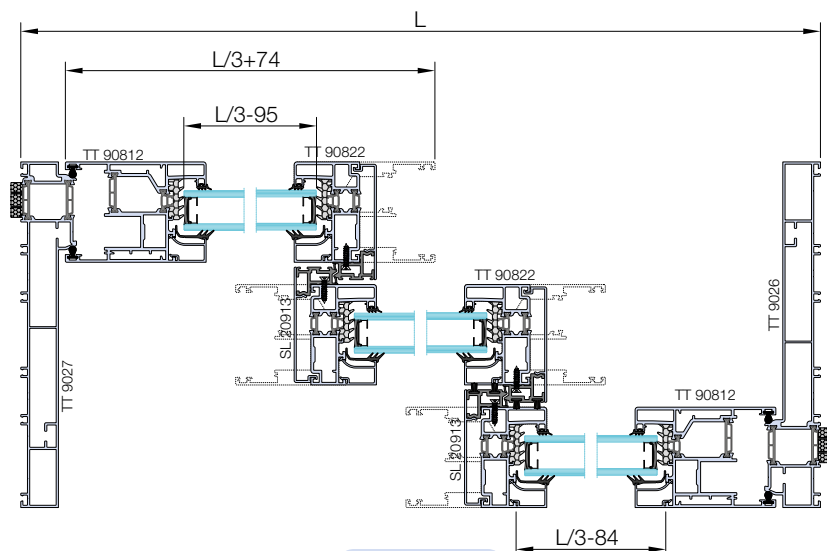 L
L/3+74
L/3-95
TT 90812
TT 90822
TT 90822
SL 20913
TT 9026
TT 9027
TT 90812
SL 20913
L/3-84